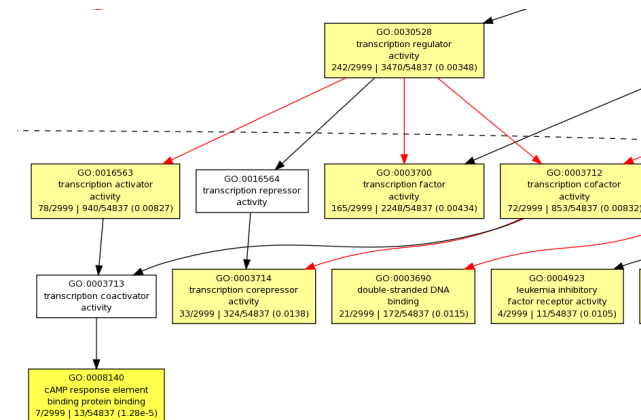 GO:0030528
transcription regulator
activity
242/2999 | 3470/54837 (0.00348)
GO:0016563
transcription activator
activity
78/2999 | 940/54837 (0.00827)
GO:0016564
transcription repressor
activity
GO:0003700
transcription factor
activity
165/2999 | 2248/54837 (0.00434)
GO:0003712
transcription cofactor
activity
72/2999 | 853/54837 (0.00832)
GO:0003713
transcription coactivator
activity
GO:0003714
transcription corepressor
activity
33/2999 | 324/54837 (0.0138)
GO:0003690
double-stranded DNA
binding
21/2999 | 172/54837 (0.0115)
GO:0004923
leukemia inhibitory
factor receptor activity
4/2999 | 11/54837 (0.0105)
GO:0008140
cAMP response element
binding protein binding
7/2999 | 13/54837 (1.28e-5)